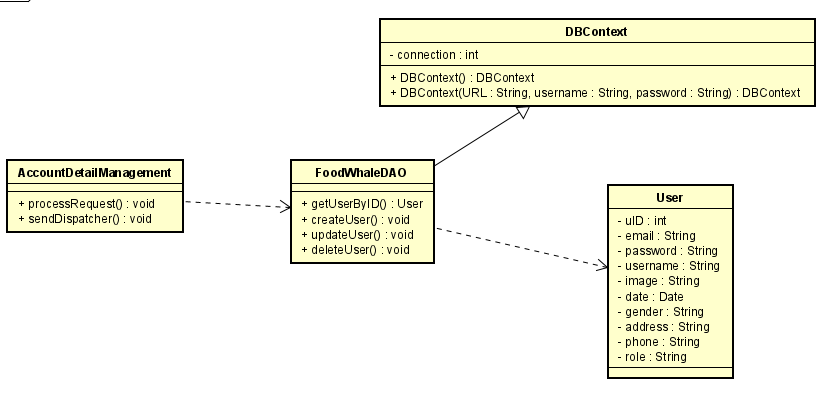 DBContext
- connection : int
+ DBContext() : DBContext
+ DBContext(URL : String, username : String, password : String) : DBContext
AccountDetailManagement
+ processRequest() : void
+ sendDispatcher() : void
FoodWhaleDAO
+ getUserByID() : User
+ createUser() : void
+ updateUser() : void
+ deleteUser() : void
User
- uID : int
- email : String
- password : String
- username : String
- image : String
- date : Date
- gender : String
- address : String
- phone : String
- role : String